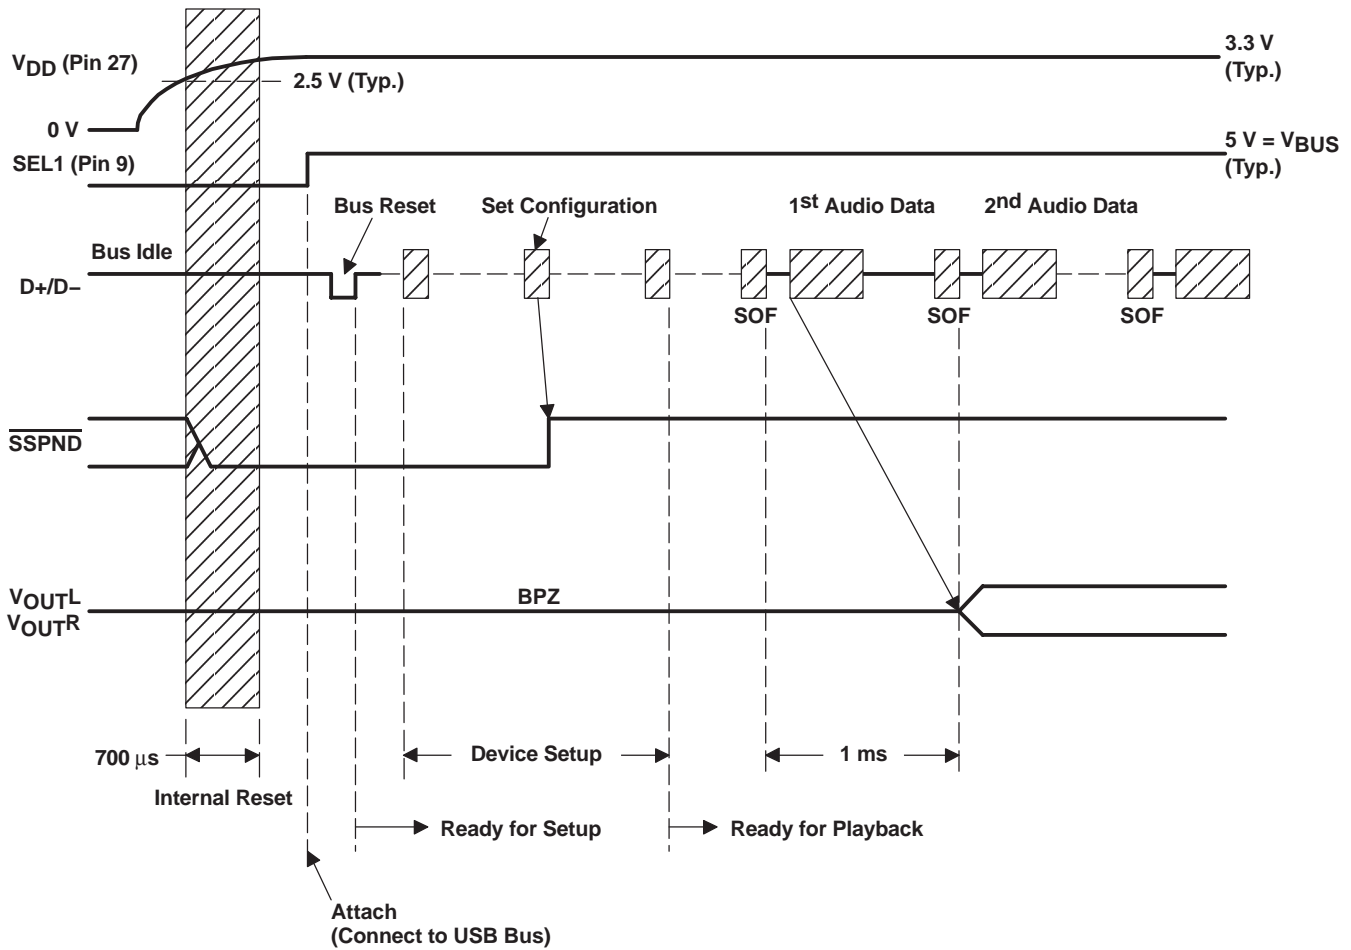 VDD (Pin 27)
3.3 V
(Typ.)
2.5 V (Typ.)
0 V
SEL1 (Pin 9)
5 V = VBUS
(Typ.)
Bus Reset
Set Configuration
1st Audio Data
2nd Audio Data
Bus Idle
D+/D−
SOF
SOF
SOF
SSPND
VOUTL
VOUTR
BPZ
700 μs
Device Setup
1 ms
Internal Reset
Ready for Setup
Ready for Playback
Attach
(Connect to USB Bus)